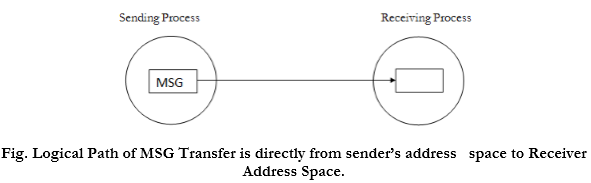 Sending Process Receiving Process
MSG
Fig. Logical Path of MSG Transfer is directly from sender's address space to Receiver
Address Space.